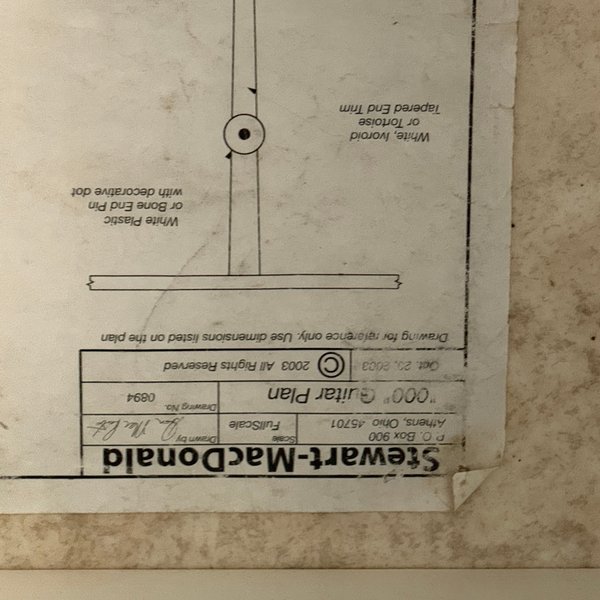 Stewart-MacDonald
P.O. Box 900
Athens, Ohio 45701
Scale
FullScale
Drawn by
"000" Guitar Plan
Drawing No.
0894
Oct. 20, 2003
© 2003 All Rights Reserved
Drawing for reference only. Use dimensions listed on the plan
White Plastic
or Bone End Pin
with decorative dot
White, Ivoroid
or Tortoise
Tapered End Trim